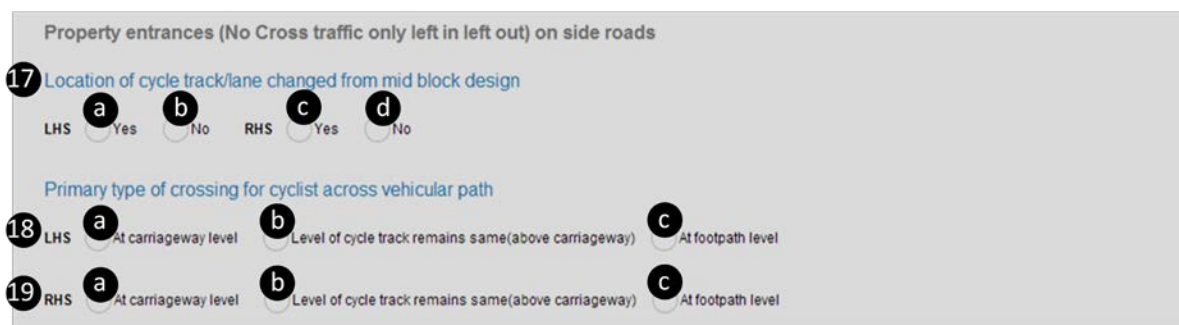 Property entrances (No Cross traffic only left in left out) on side roads
17 Location of cycle track/lane changed from mid block design
a b c d
LHS Yes No RHS Yes No
Primary type of crossing for cyclist across vehicular path
a b c
18 LHS At carriageway level Level of cycle track remains same(above carriageway) At footpath level
a b c
19 RHS At carriageway level Level of cycle track remains same(above carriageway) At footpath level